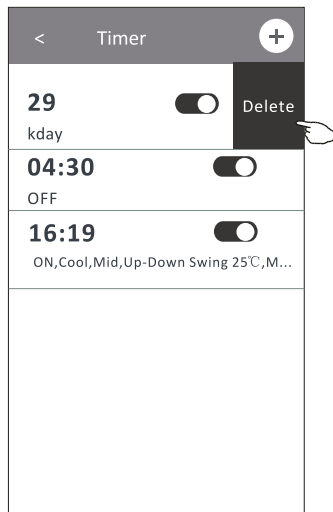 < Timer +
29 Delete
kday
04:30
OFF
16:19
ON,Cool,Mid,Up-Down Swing 25℃,M...